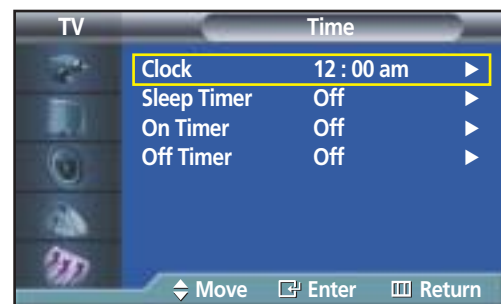 TV Time
Clock 12 : 00 am
Sleep Timer Off
On Timer Off
Off Timer Off
Move Enter Return